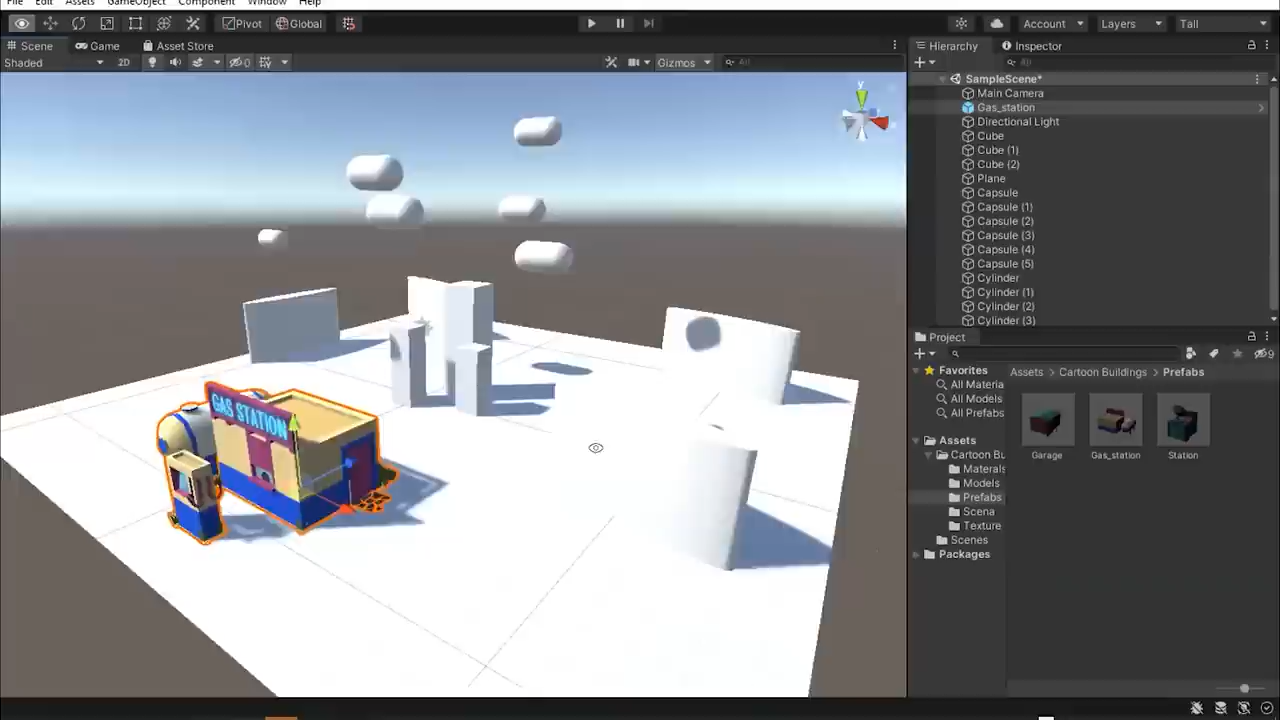 File Edit Assets GameObject Component Window Help
Pivot Global Account Layers Tall
Scene Game Asset Store
Shaded 2D 0 Gizmos All
Hierarchy Inspector
All
SampleScene*
Main Camera
Gas_station
Directional Light
Cube
Cube (1)
Cube (2)
Plane
Capsule
Capsule (1)
Capsule (2)
Capsule (3)
Capsule (4)
Capsule (5)
Cylinder
Cylinder (1)
Cylinder (2)
Cylinder (3)
Project
9
Favorites
All Materia
All Models
All Prefabs
Assets
Cartoon Bu
Materals
Models
Prefabs
Scena
Texture
Scenes
Packages
Assets > Cartoon Buildings > Prefabs
Garage Gas_station Station
GAS STATION
y